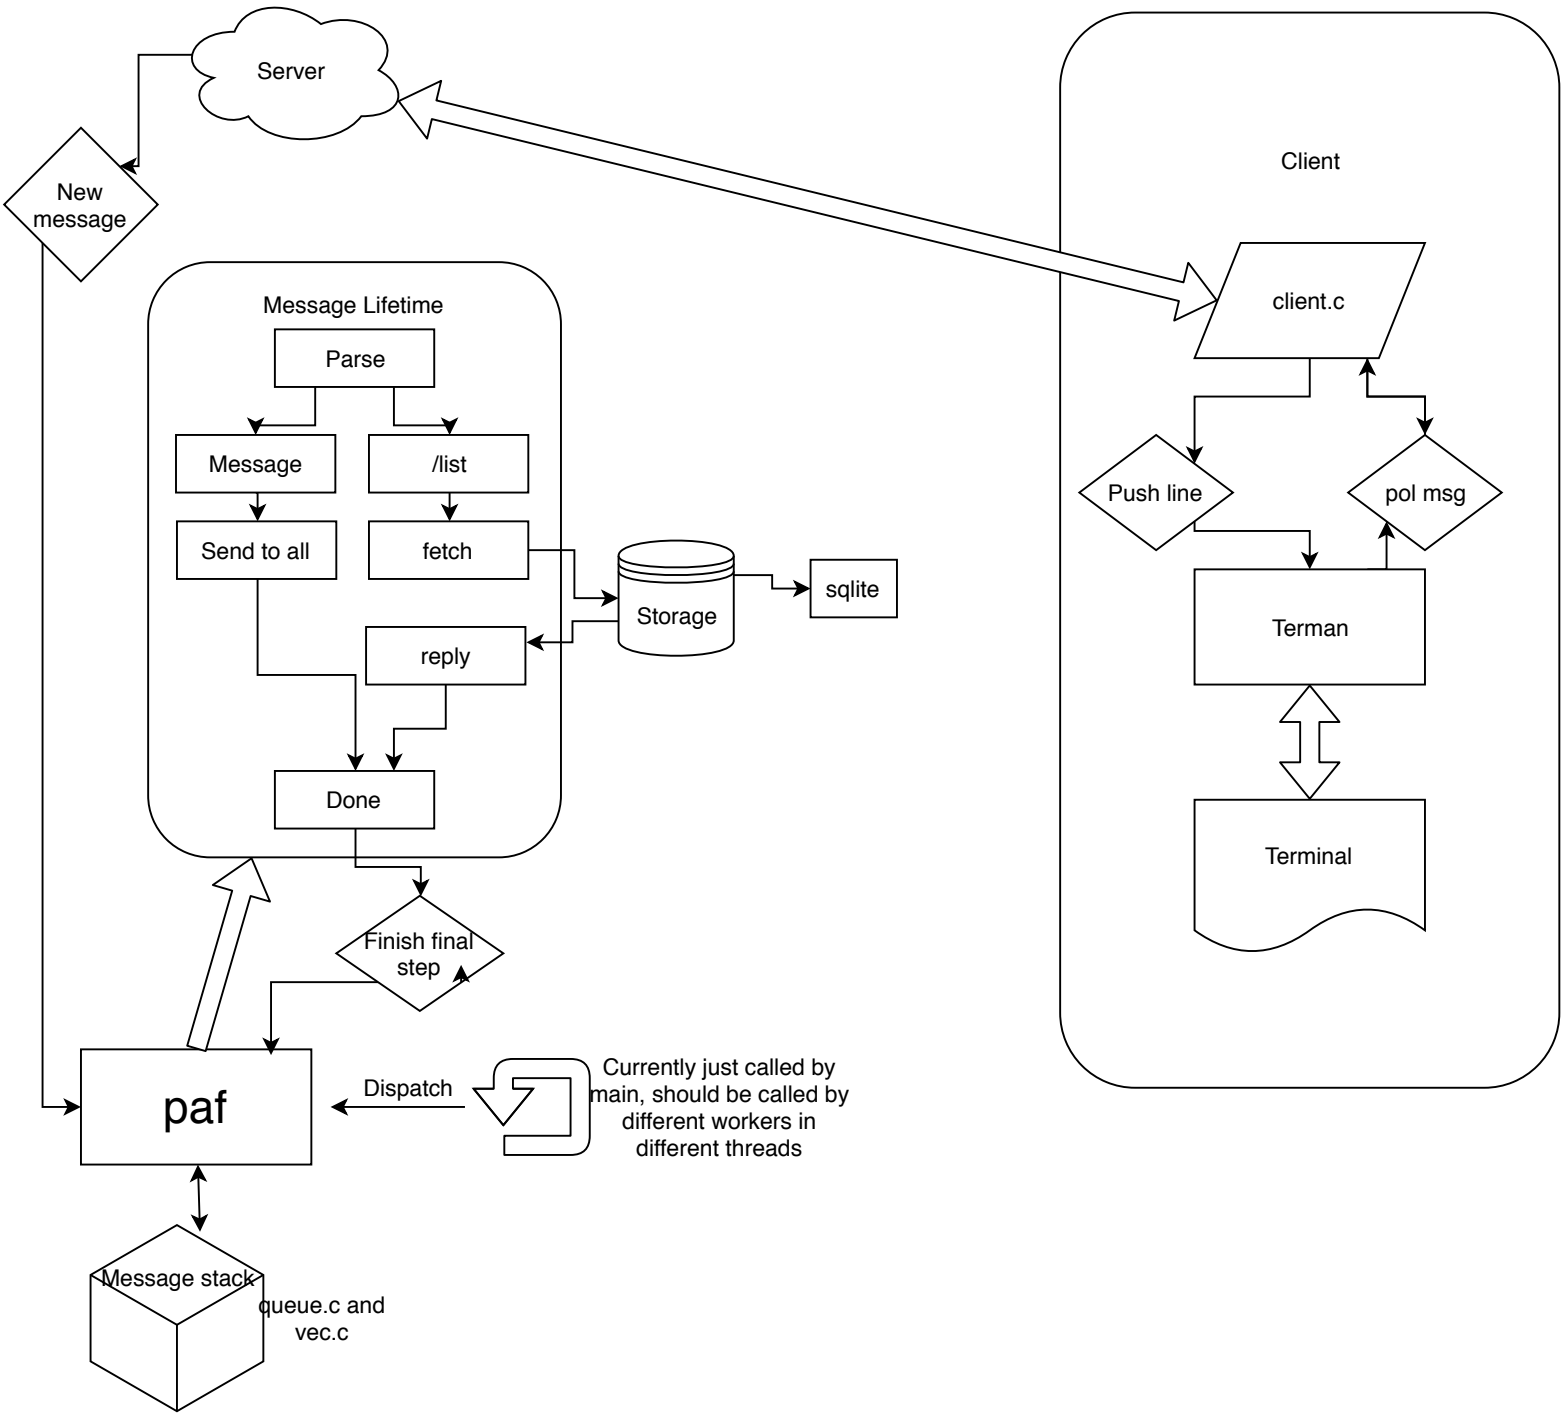 Server
New
message
Client
client.c
Message Lifetime
Parse
Message
/list
Send to all
fetch
Storage
sqlite
reply
Done
Push line
pol msg
Terman
Terminal
Finish final
step
paf
Dispatch
Currently just called by
main, should be called by
different workers in
different threads
Message stack
queue.c and
vec.c